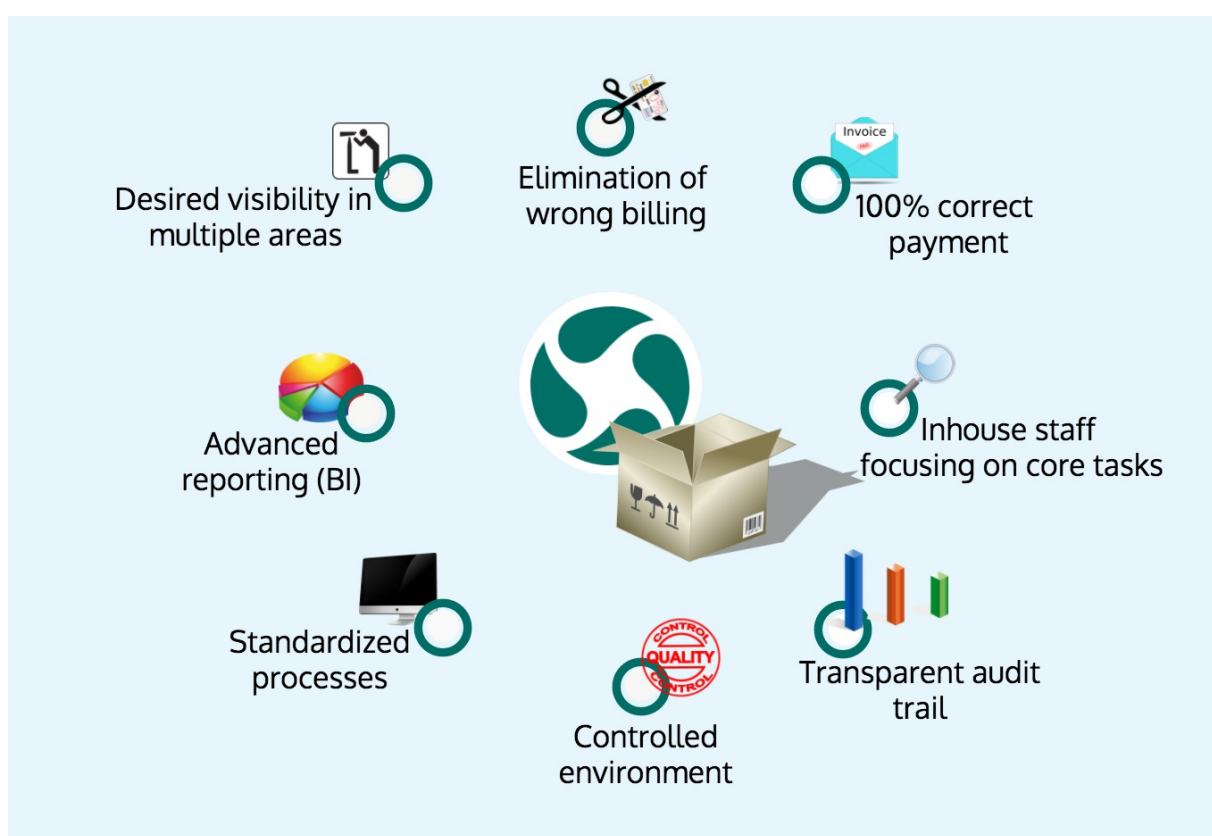 Elimination of
wrong billing
Invoice
100% correct
payment
Inhouse staff
focusing on core tasks
Transparent audit
trail
CONTROL
QUALITY
CONTROL
Controlled
environment
Standardized
processes
Advanced
reporting (BI)
Desired visibility in
multiple areas